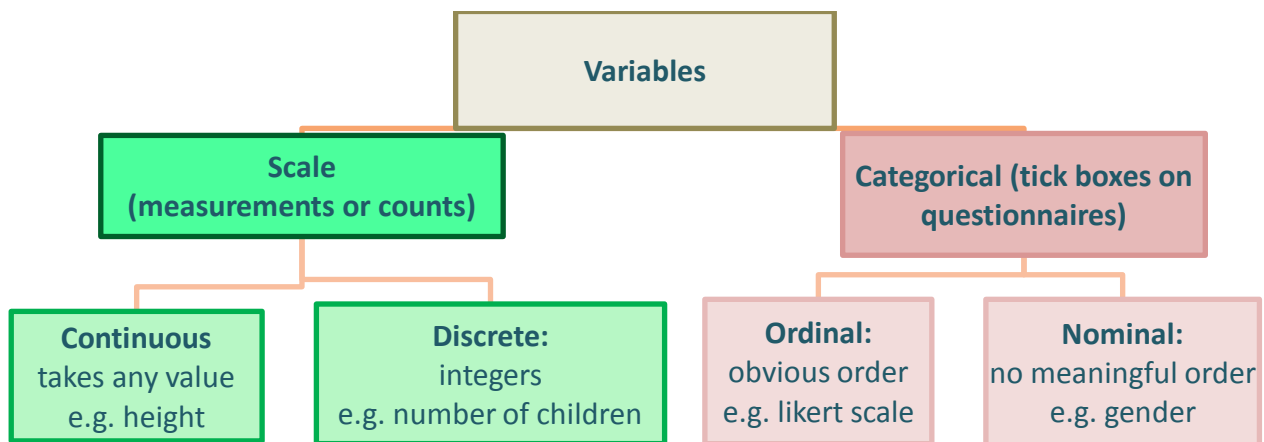 Variables
Scale
(measurements or counts)
Categorical (tick boxes on
questionnaires)
Continuous
takes any value
e.g. height
Discrete:
integers
e.g. number of children
Ordinal:
obvious order
e.g. likert scale
Nominal:
no meaningful order
e.g. gender